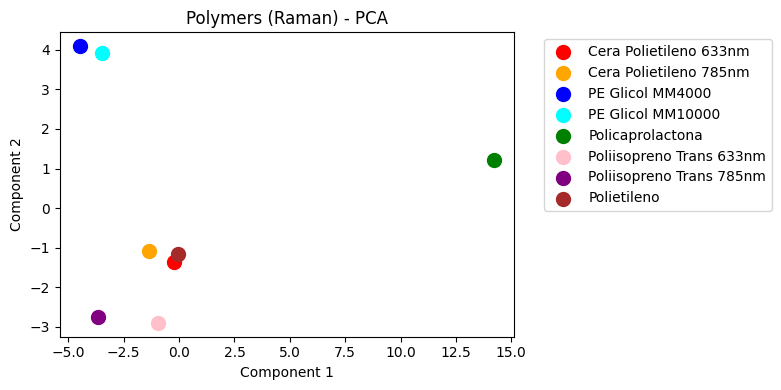 Polymers (Raman) - PCA
Component 2
4
3
2
1
0
−1
−2
−3
−5.0 −2.5 0.0 2.5 5.0 7.5 10.0 12.5 15.0
Component 1
Cera Polietileno 633nm
Cera Polietileno 785nm
PE Glicol MM4000
PE Glicol MM10000
Policaprolactona
Poliisopreno Trans 633nm
Poliisopreno Trans 785nm
Polietileno